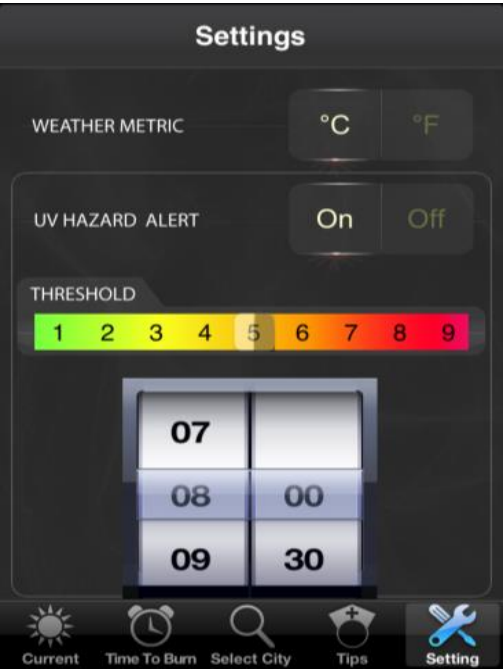 Settings
WEATHER METRIC °C °F
UV HAZARD ALERT On Off
THRESHOLD
1 2 3 4 5 6 7 8 9
07
08 00
09 30
Current Time To Burn Select City Tips Setting